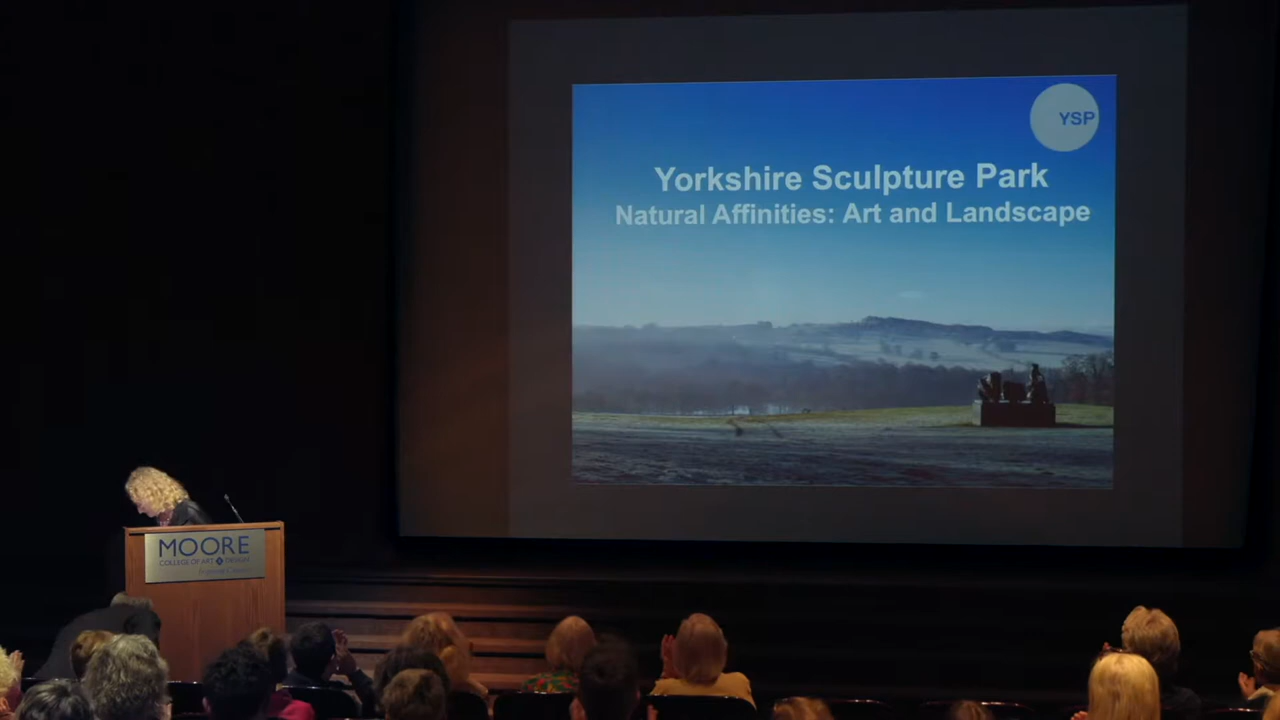 YSP
Yorkshire Sculpture Park
Natural Affinities: Art and Landscape
MOORE
COLLEGE OF ART & DESIGN